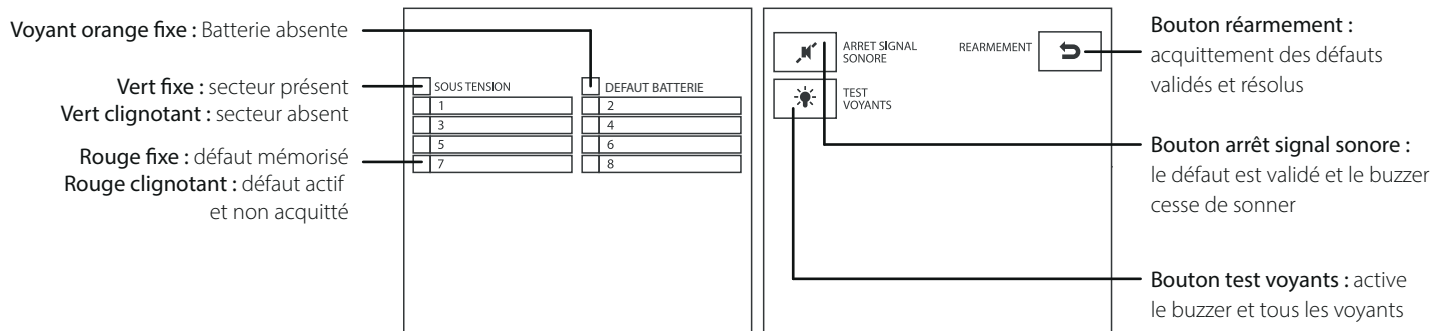 Voyant orange fixe : Batterie absente
Vert fixe : secteur présent
Vert clignotant : secteur absent
Rouge fixe : défaut mémorisé
Rouge clignotant : défaut actif
et non acquitté
SOUS TENSION
DEFAUT BATTERIE
1
2
3
4
5
6
7
8
ARRET SIGNAL
SONORE
REARMEMENT
TEST
VOYANTS
Bouton réarmement :
acquittement des défauts
validés et résolus
Bouton arrêt signal sonore :
le défaut est validé et le buzzer
cesse de sonner
Bouton test voyants : active
le buzzer et tous les voyants